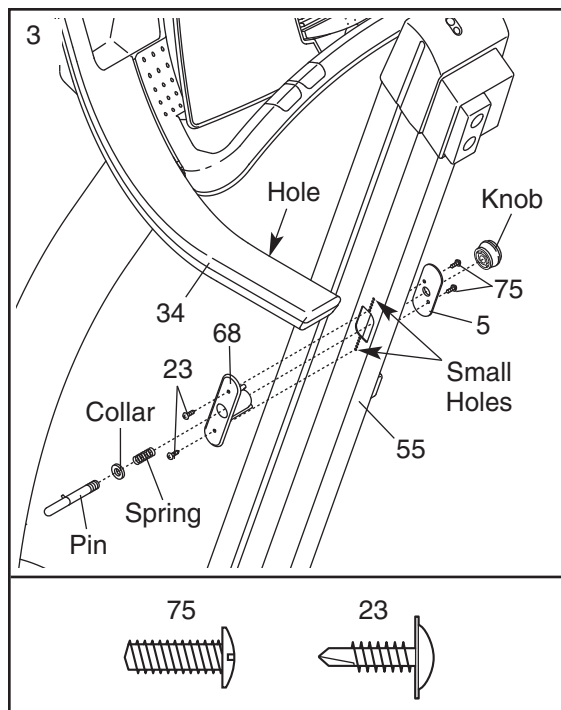 3
Hole
Knob
34
75
5
68
23
Small
Holes
Collar
55
Spring
Pin
75
23